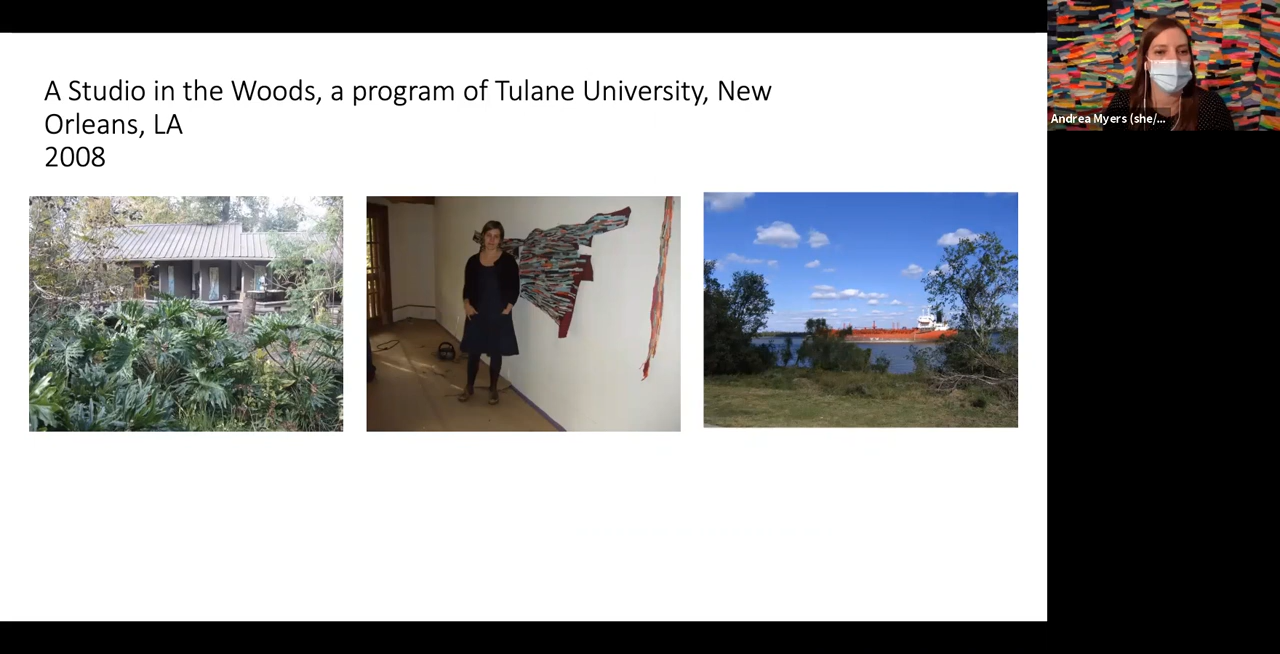 A Studio in the Woods, a program of Tulane University, New
Orleans, LA
2008
Andrea Myers (she/...